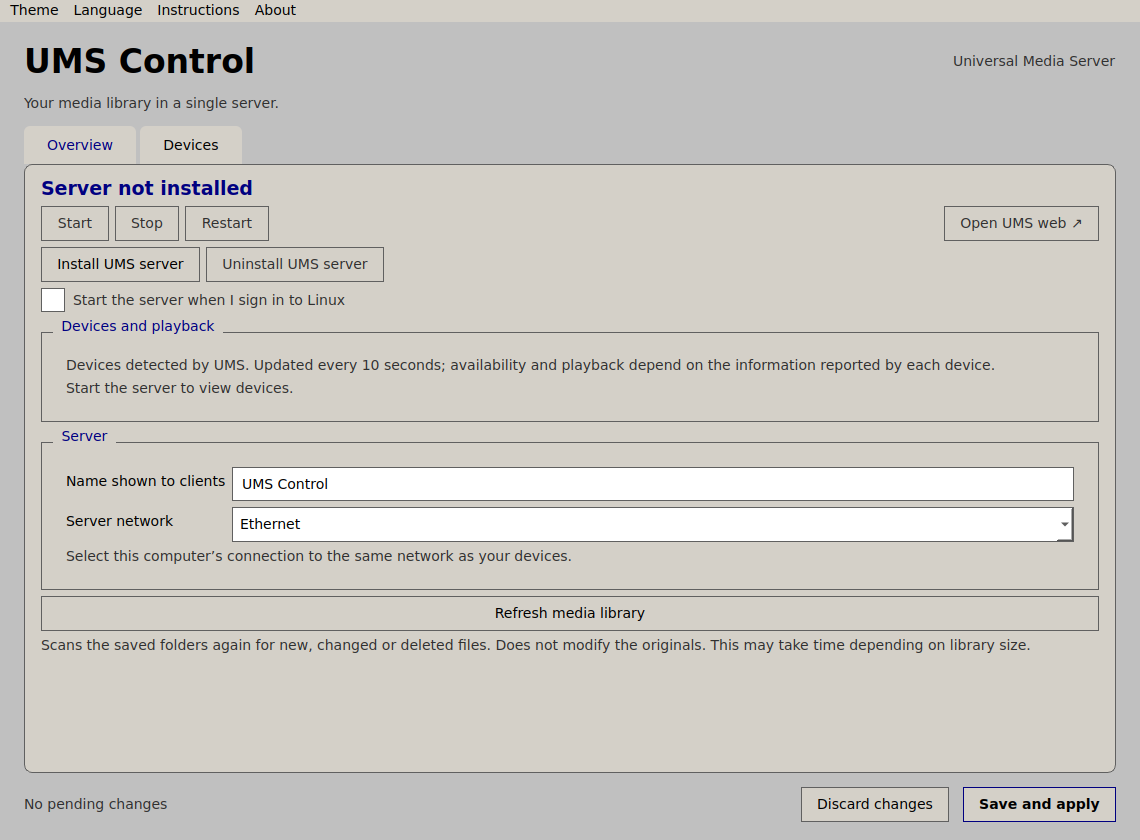 Theme Language Instructions About
UMS Control
Universal Media Server
Your media library in a single server.
Overview Devices
Server not installed
Start Stop Restart Open UMS web ↗
Install UMS server Uninstall UMS server
Start the server when I sign in to Linux
Devices and playback
Devices detected by UMS. Updated every 10 seconds; availability and playback depend on the information reported by each device.
Start the server to view devices.
Server
Name shown to clients UMS Control
Server network Ethernet
Select this computer’s connection to the same network as your devices.
Refresh media library
Scans the saved folders again for new, changed or deleted files. Does not modify the originals. This may take time depending on library size.
No pending changes Discard changes Save and apply